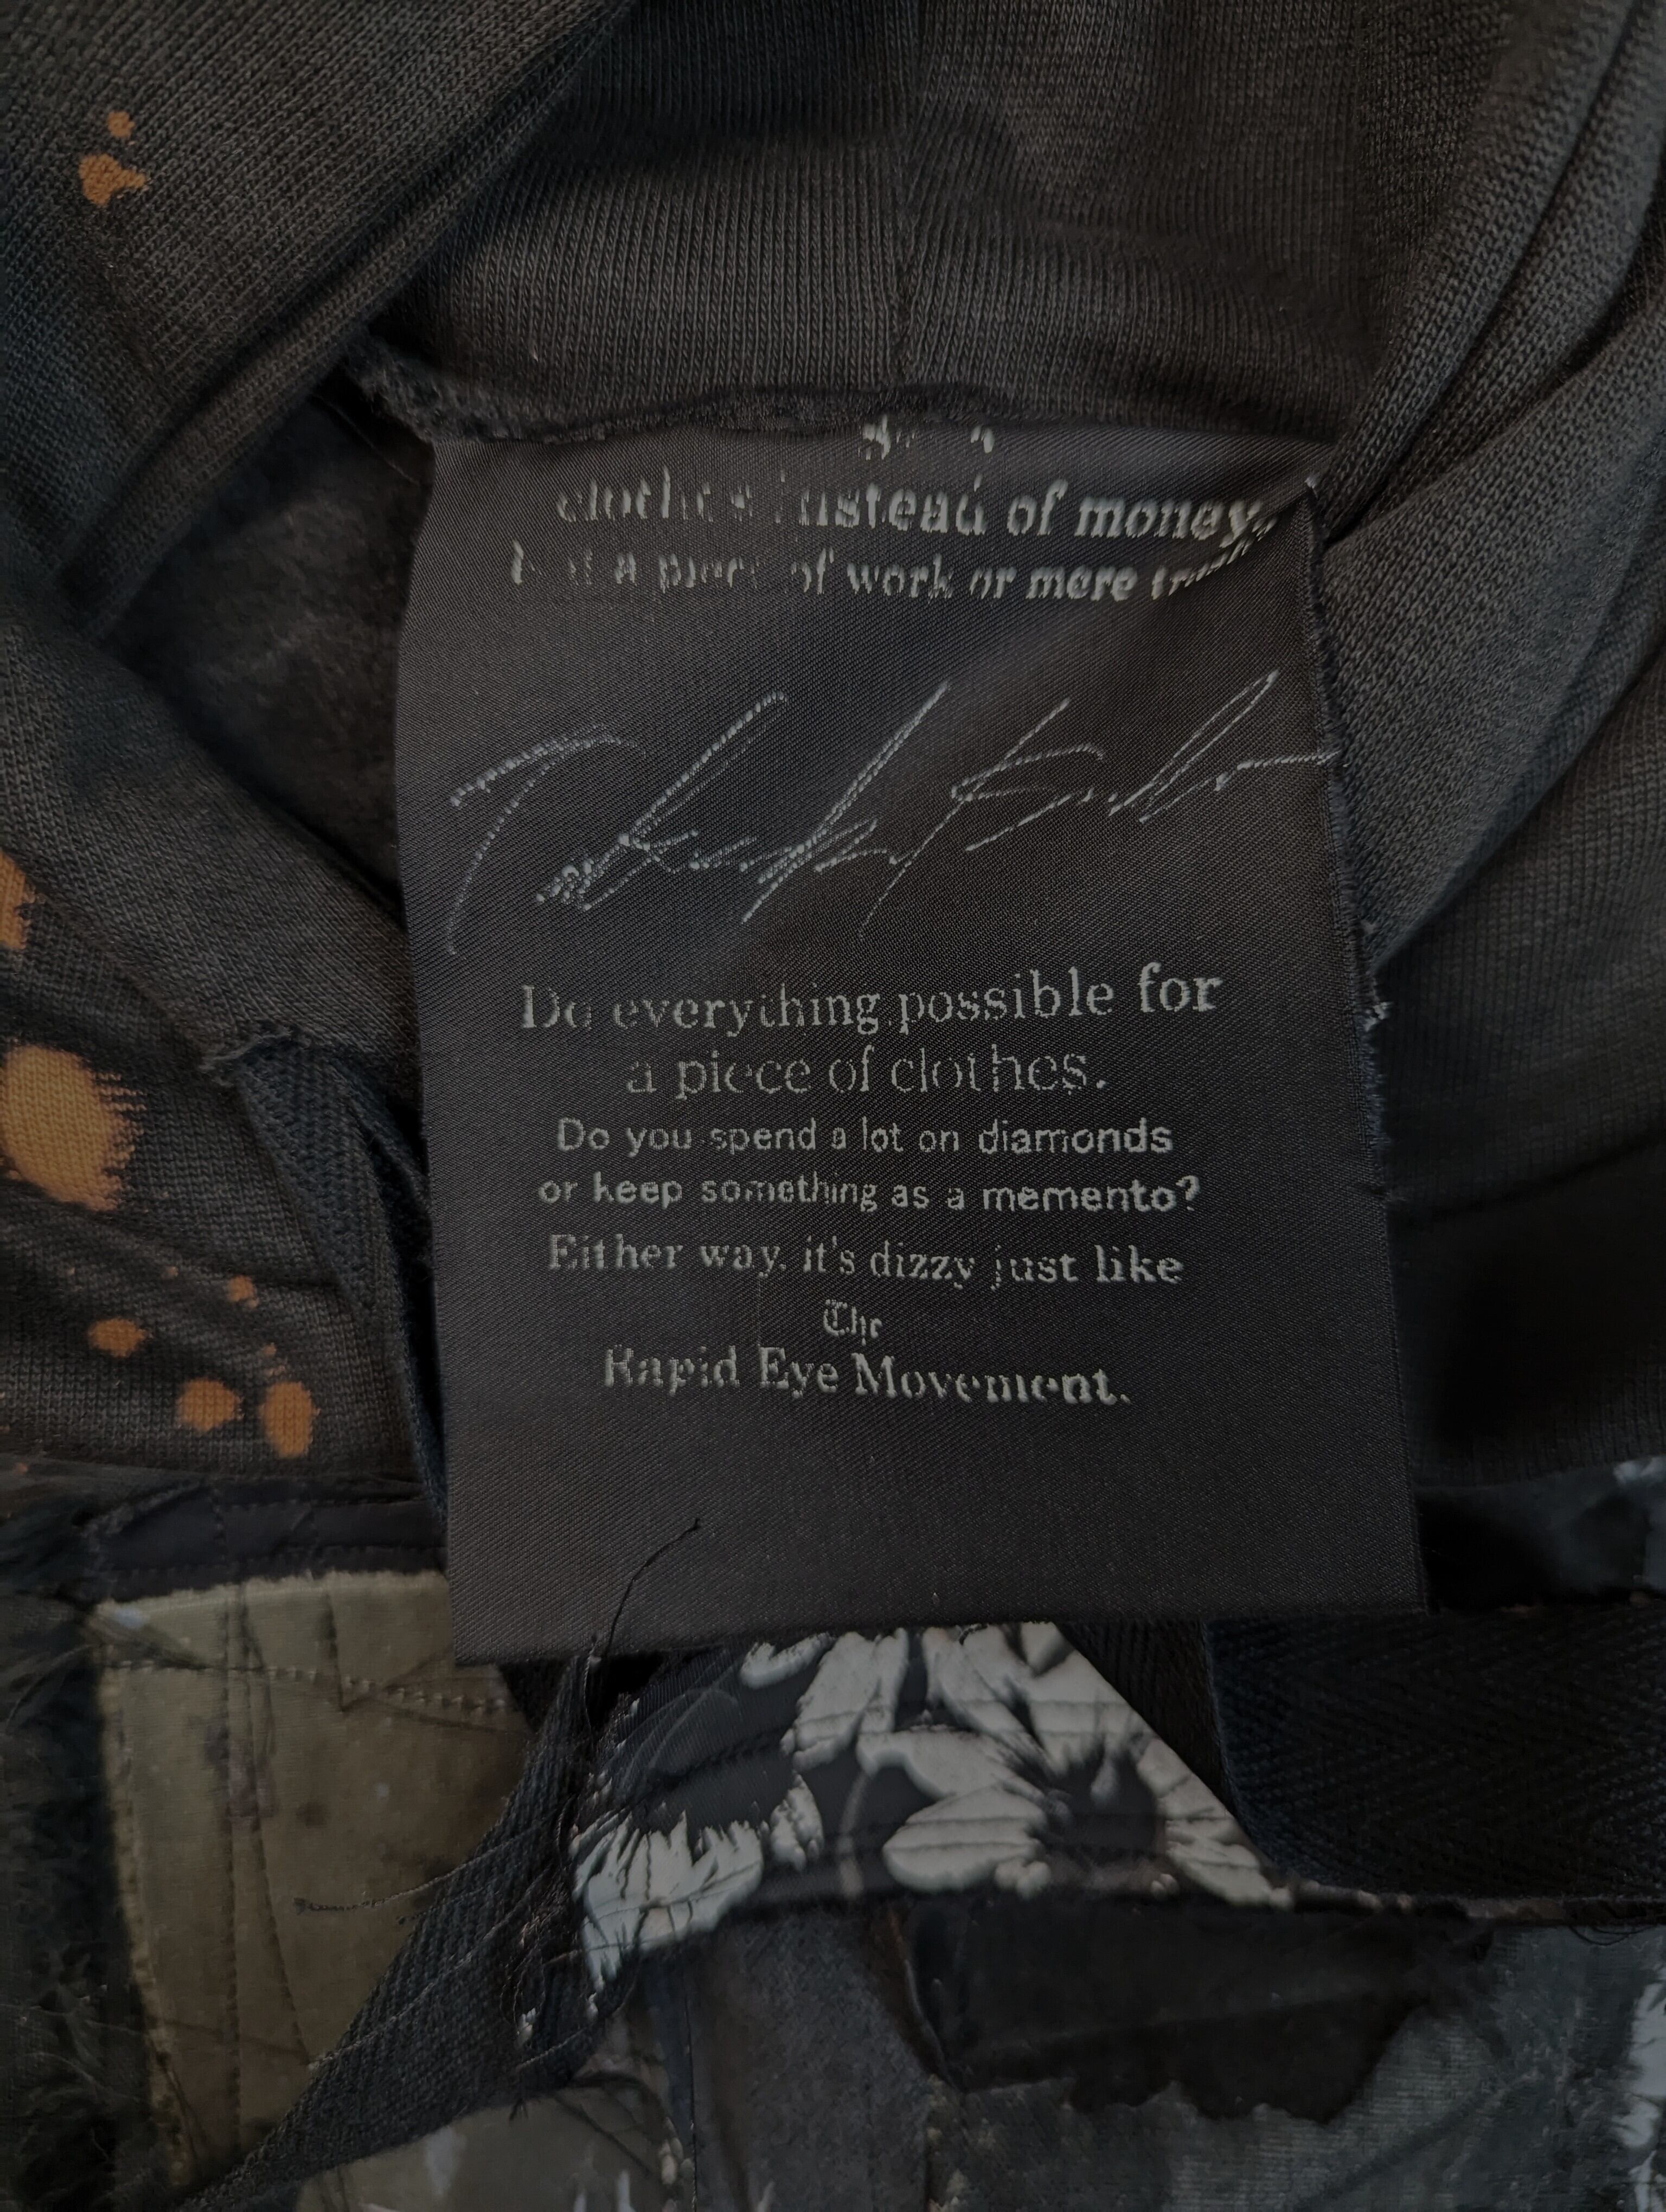 clothes instead of money.
a piece of work or mere
Do everything possible for
a piece of clothes.
Do you spend a lot on diamonds
or keep something as a memento?
Either way, it's dizzy just like
The
Rapid Eye Movement.